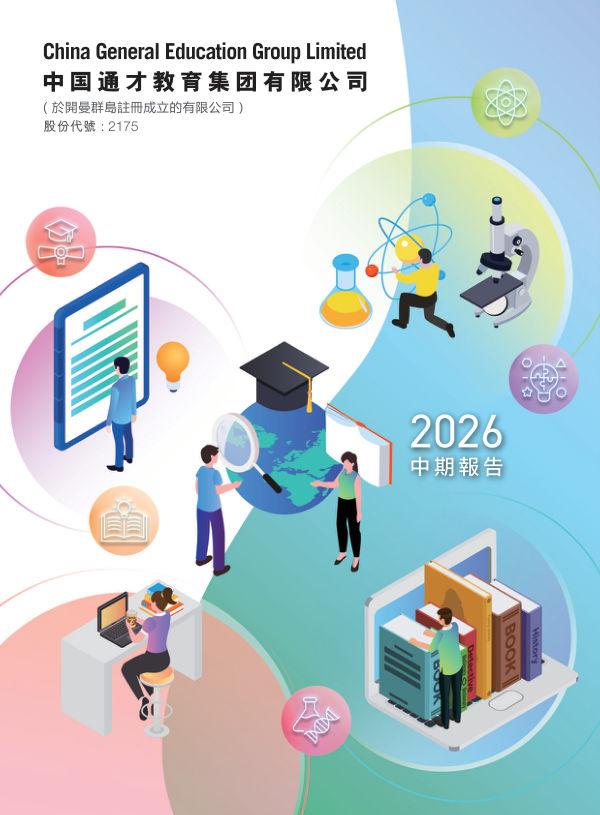 China General Education Group Limited
中国通才教育集团有限公司
( 於開曼群島註冊成立的有限公司 )
股份代號 : 2175
2026
中期報告
BOOK
Detective
BOOK
History